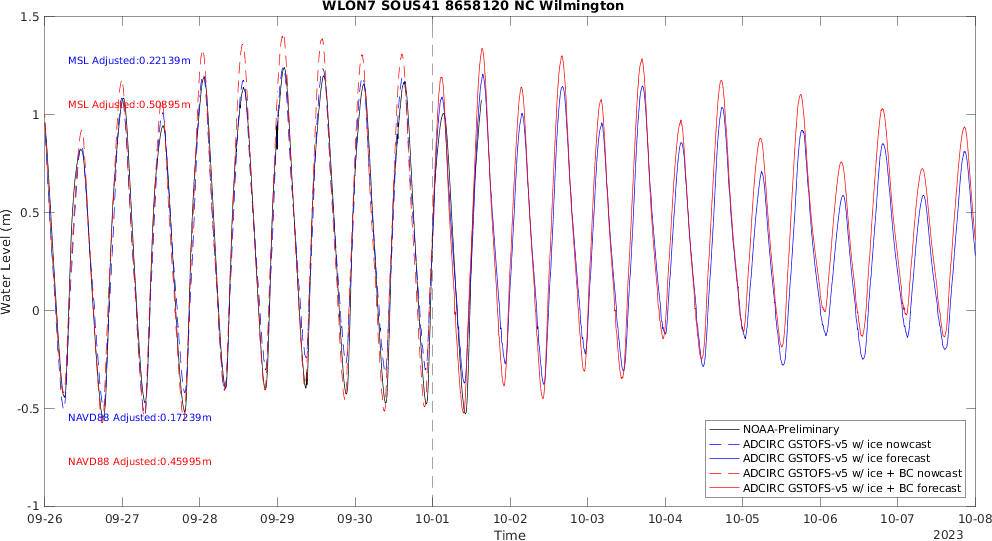 WLON7 SOUS41 8658120 NC Wilmington
1.5
1
0.5
0
-0.5
-1
Water Level (m)
MSL Adjusted:0.22139m
MSL Adjusted:0.50895m
NAVD88 Adjusted:0.17239m
NAVD88 Adjusted:0.45995m
NOAA-Preliminary
ADCIRC GSTOFS-v5 w/ ice nowcast
ADCIRC GSTOFS-v5 w/ ice forecast
ADCIRC GSTOFS-v5 w/ ice + BC nowcast
ADCIRC GSTOFS-v5 w/ ice + BC forecast
09-26 09-27 09-28 09-29 09-30 10-01 10-02 10-03 10-04 10-05 10-06 10-07 10-08
Time
2023